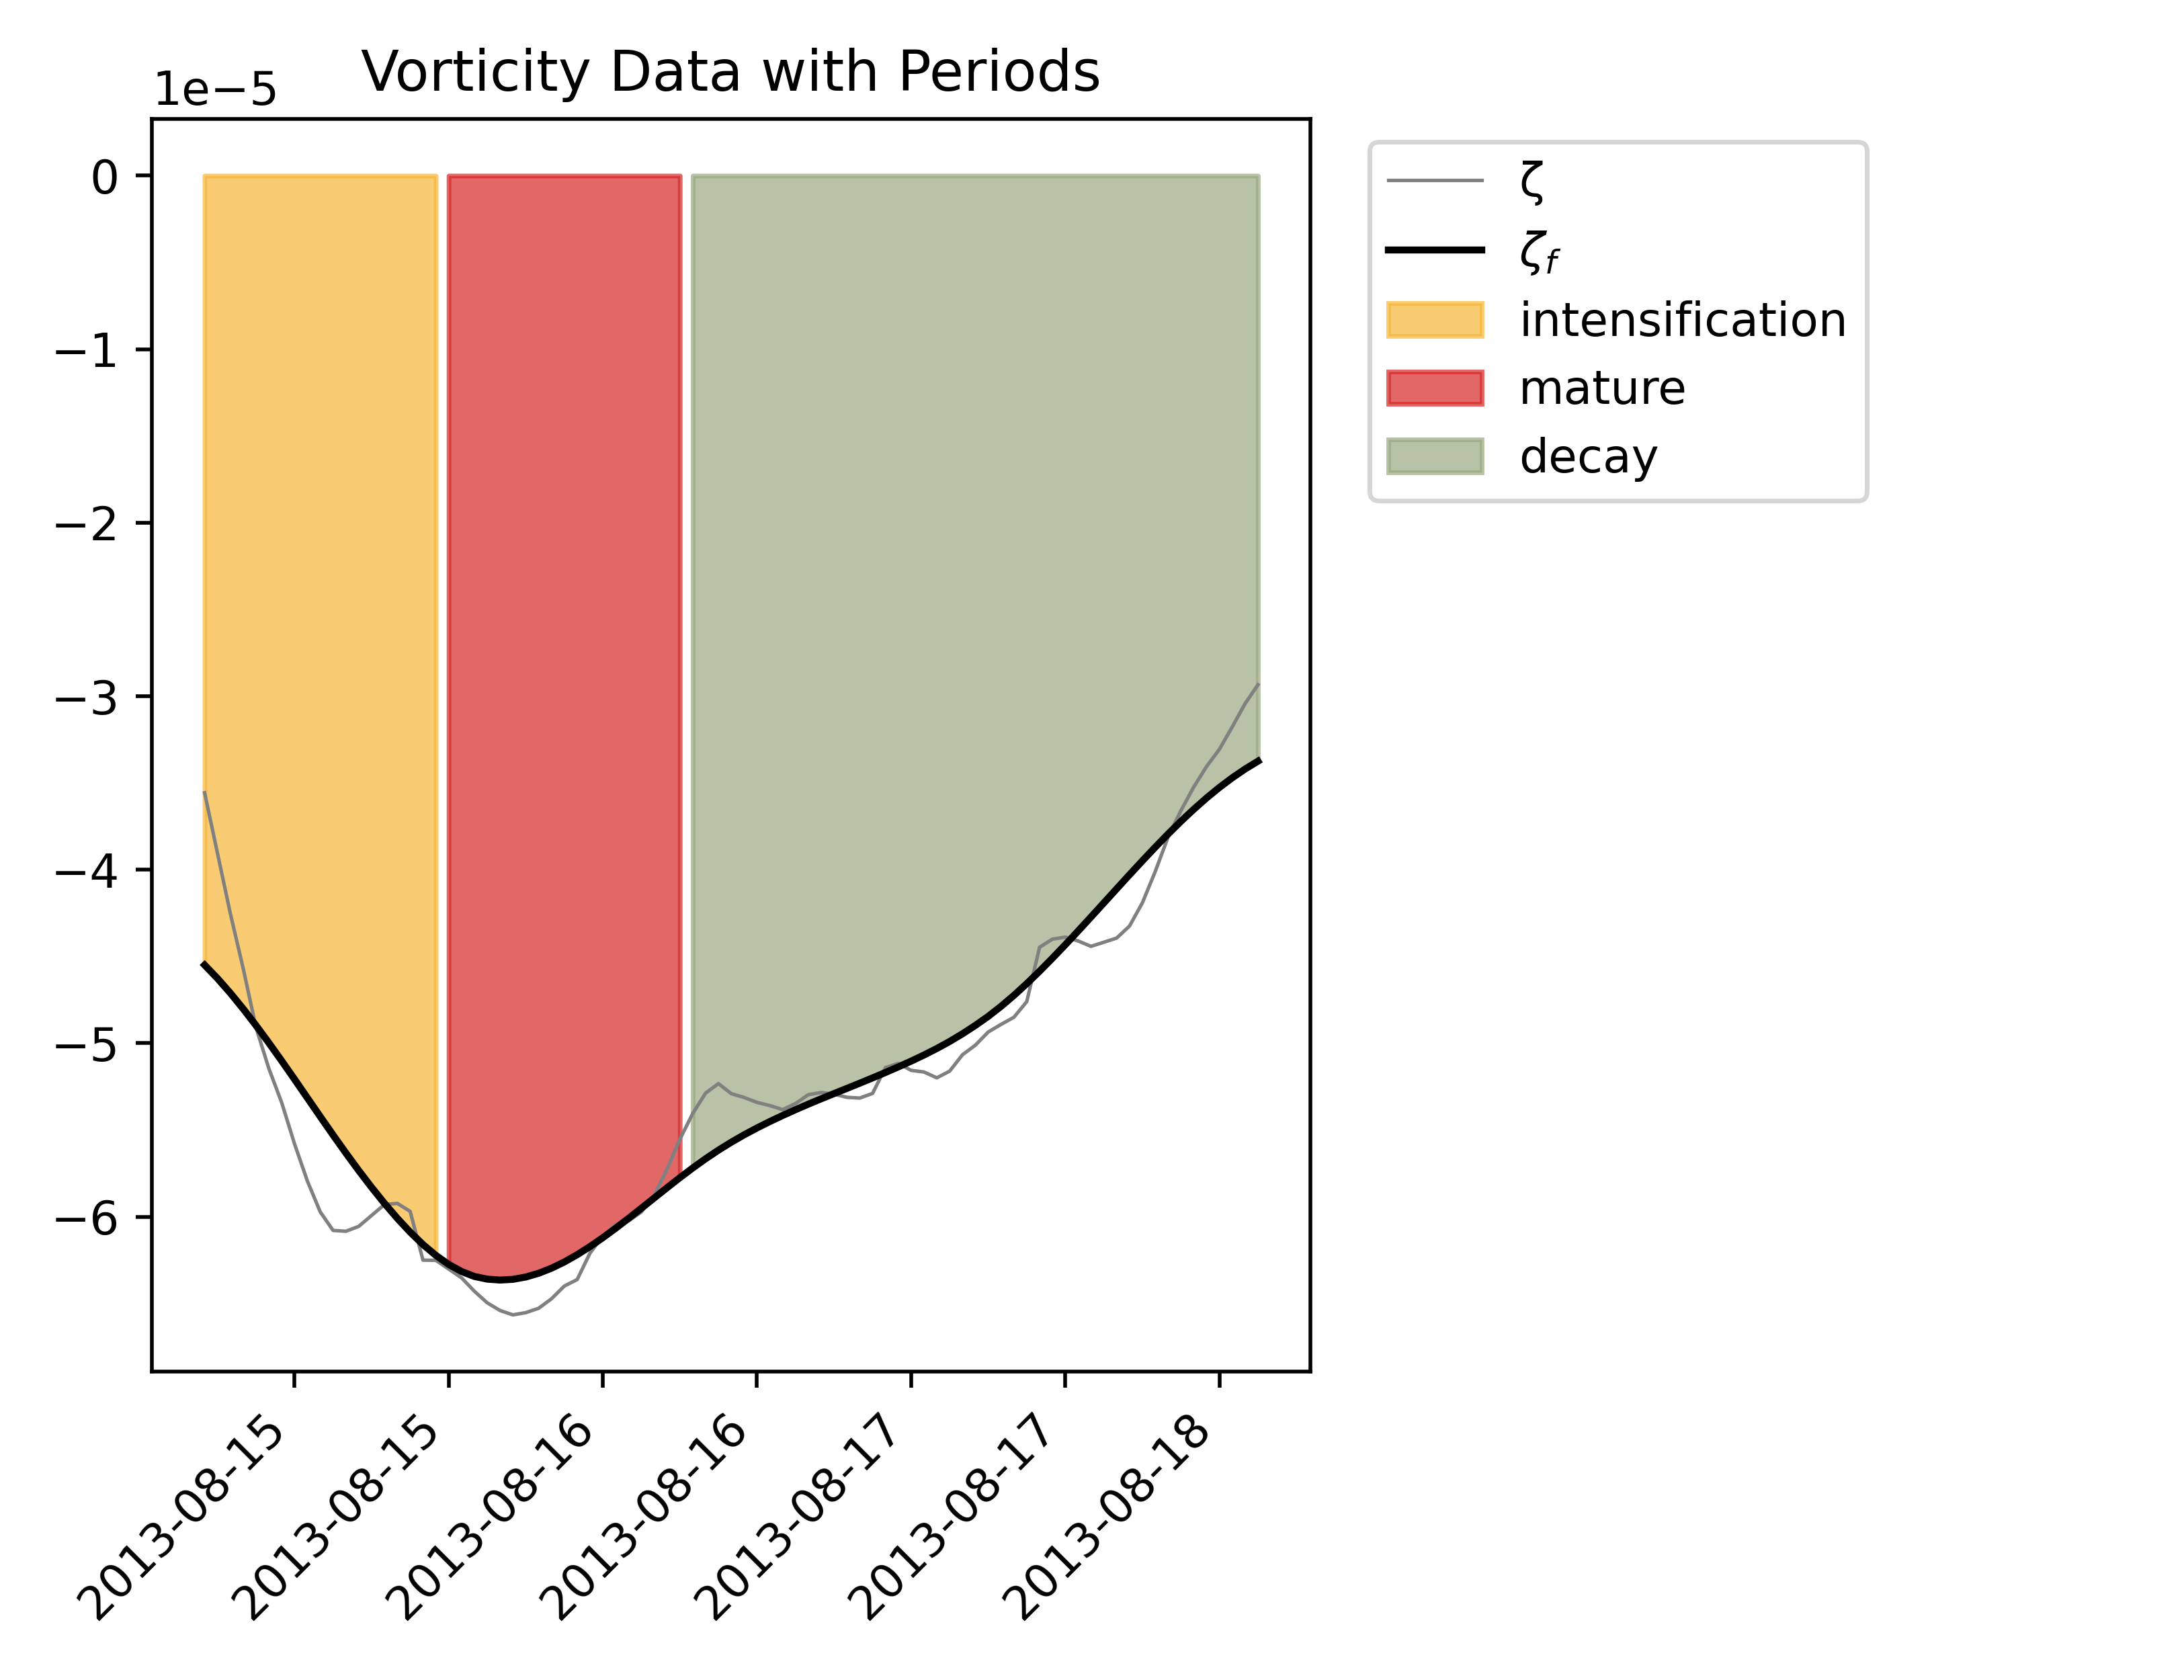 Vorticity Data with Periods
1e−5
0
−1
−2
−3
−4
−5
−6
2013-08-15
2013-08-15
2013-08-16
2013-08-16
2013-08-17
2013-08-17
2013-08-18
ζ
ζf
intensification
mature
decay